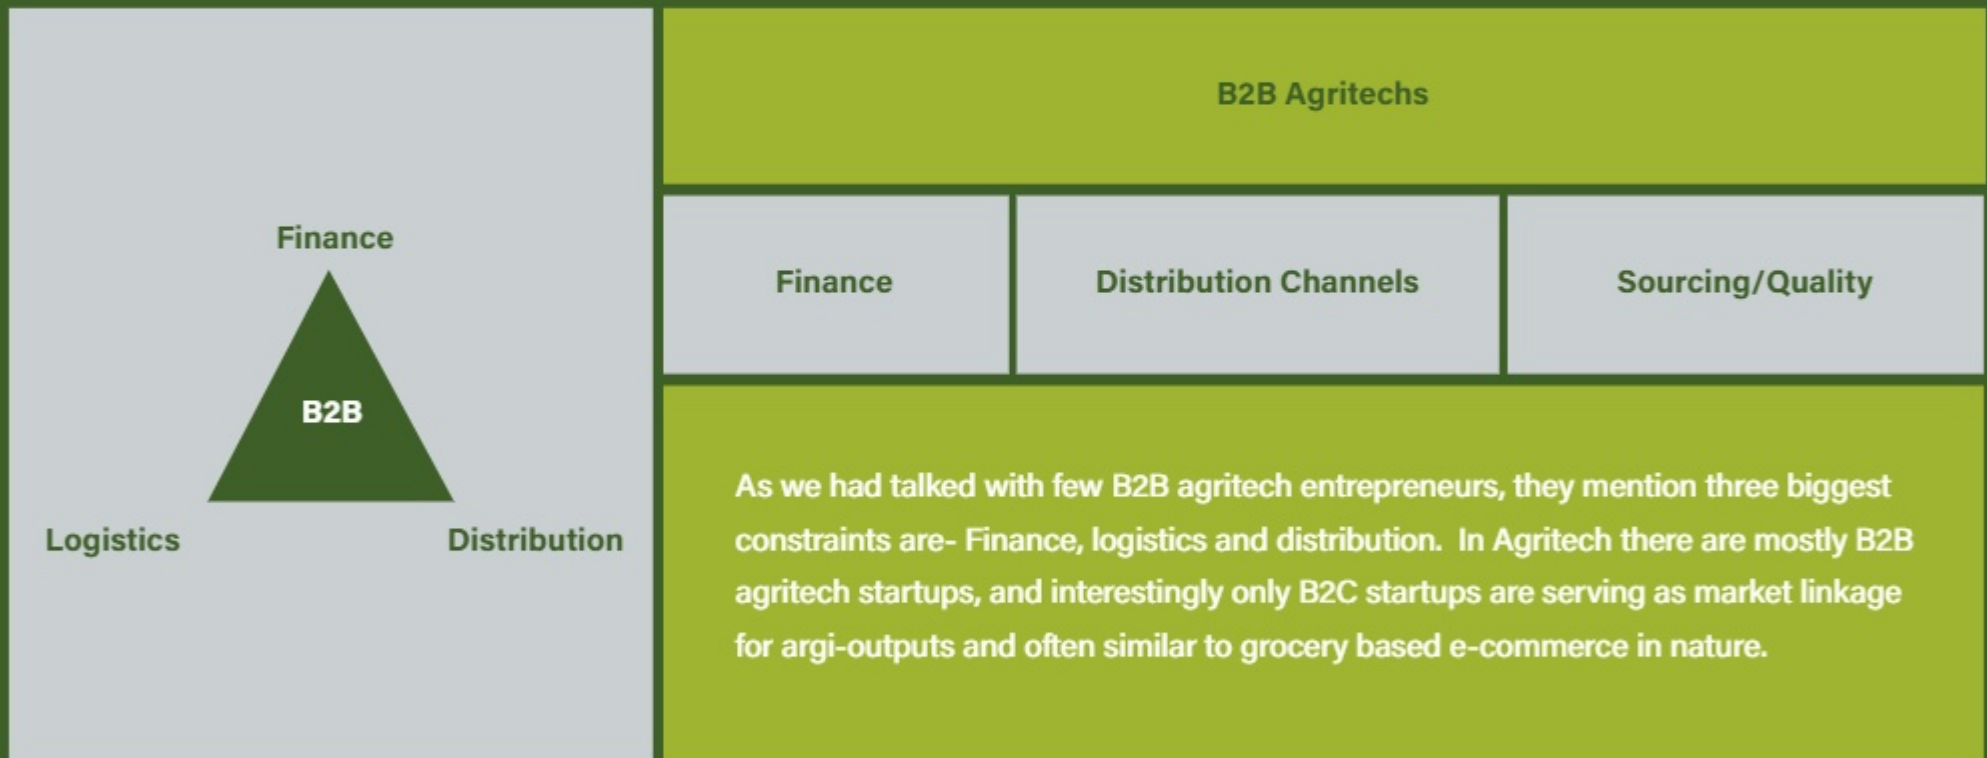 Finance
B2B
Logistics
Distribution
B2B Agritechs
Finance
Distribution Channels
Sourcing/Quality
As we had talked with few B2B agritech entrepreneurs, they mention three biggest
constraints are- Finance, logistics and distribution.  In Agritech there are mostly B2B
agritech startups, and interestingly only B2C startups are serving as market linkage
for argi-outputs and often similar to grocery based e-commerce in nature.